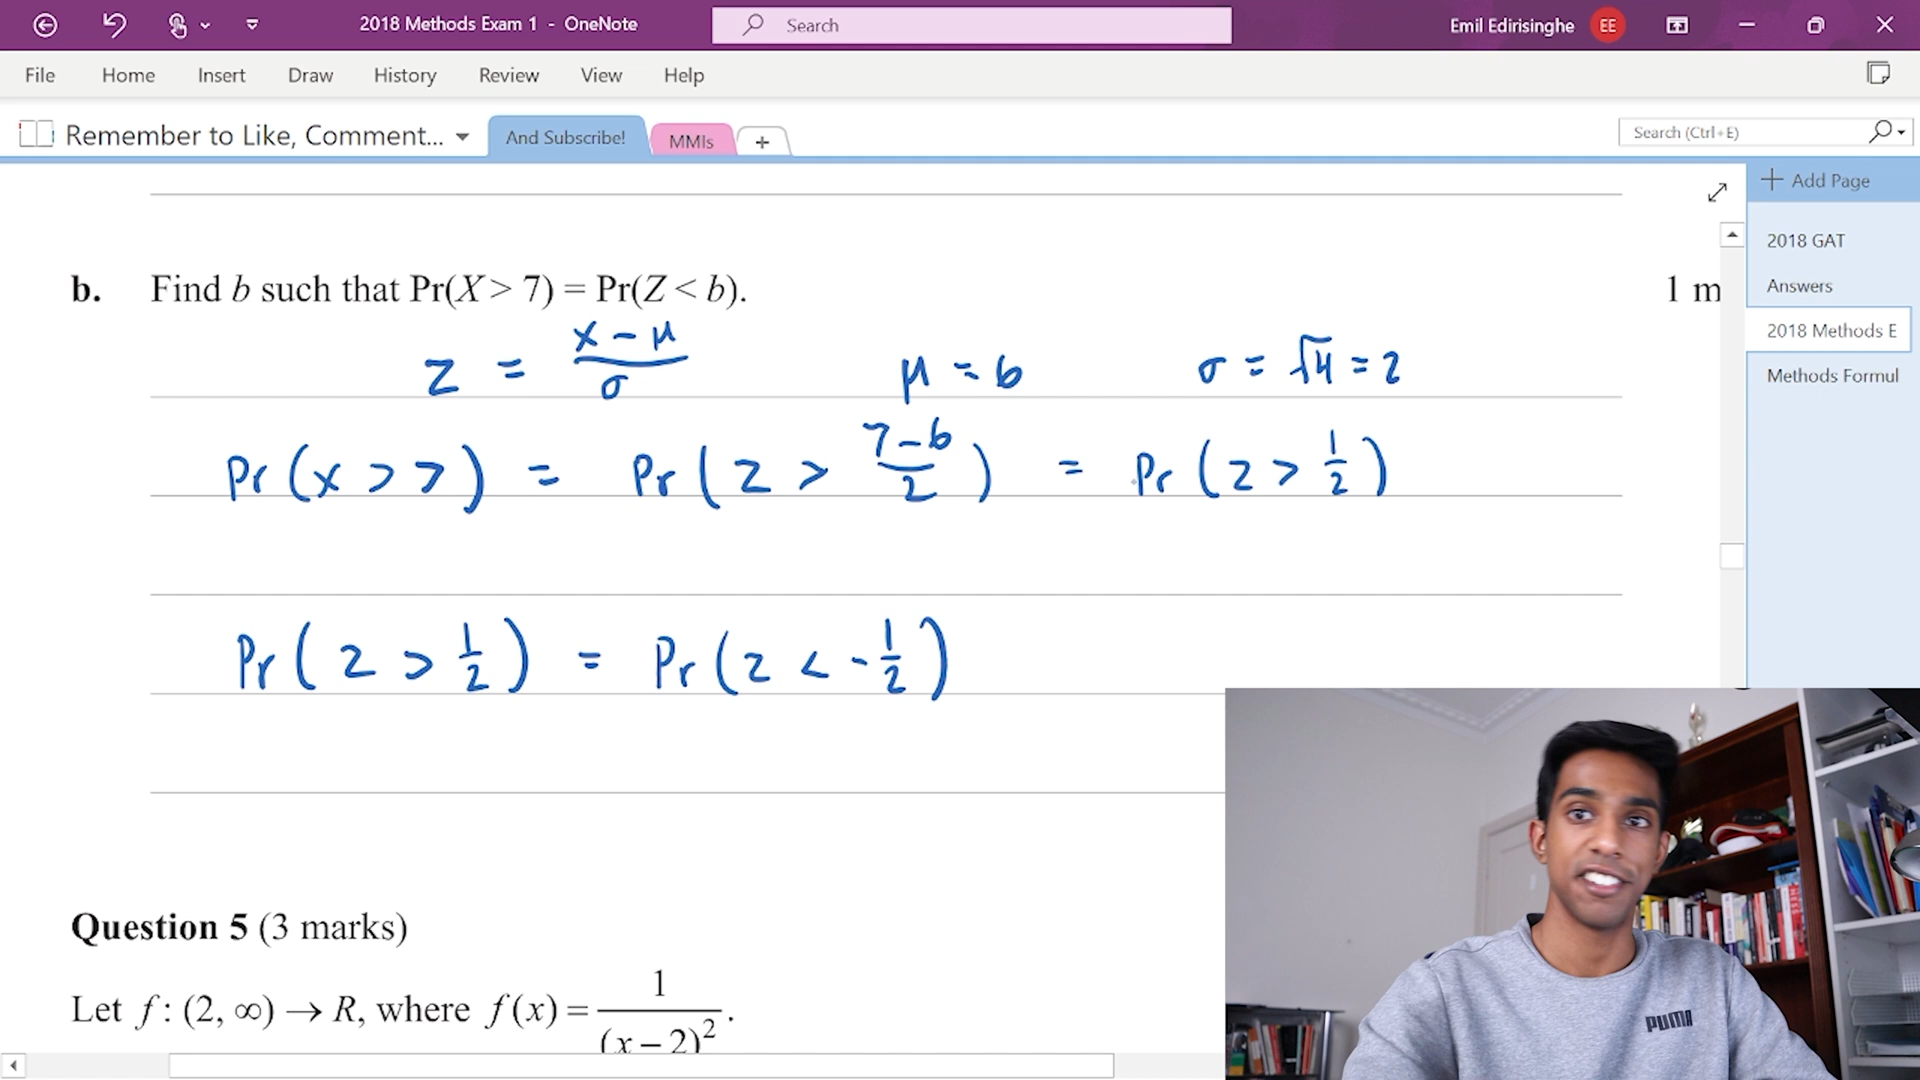 2018 Methods Exam 1 - OneNote
Search
Emil Edirisinghe EE
File Home Insert Draw History Review View Help
Remember to Like, Comment... And Subscribe! MMIs +
Search (Ctrl+E)
Add Page
2018 GAT
Answers
2018 Methods E
Methods Formul
b. Find b such that Pr(X > 7) = Pr(Z < b). 1 m
z = (x - μ)/σ μ = 6 σ = √4 = 2
Pr(x > 7) = Pr(z > (7-6)/2) = Pr(z > 1/2)
Pr(z > 1/2) = Pr(z < -1/2)
Question 5 (3 marks)
Let f : (2, ∞) → R, where f(x) = 1/(x – 2)².
PUMA